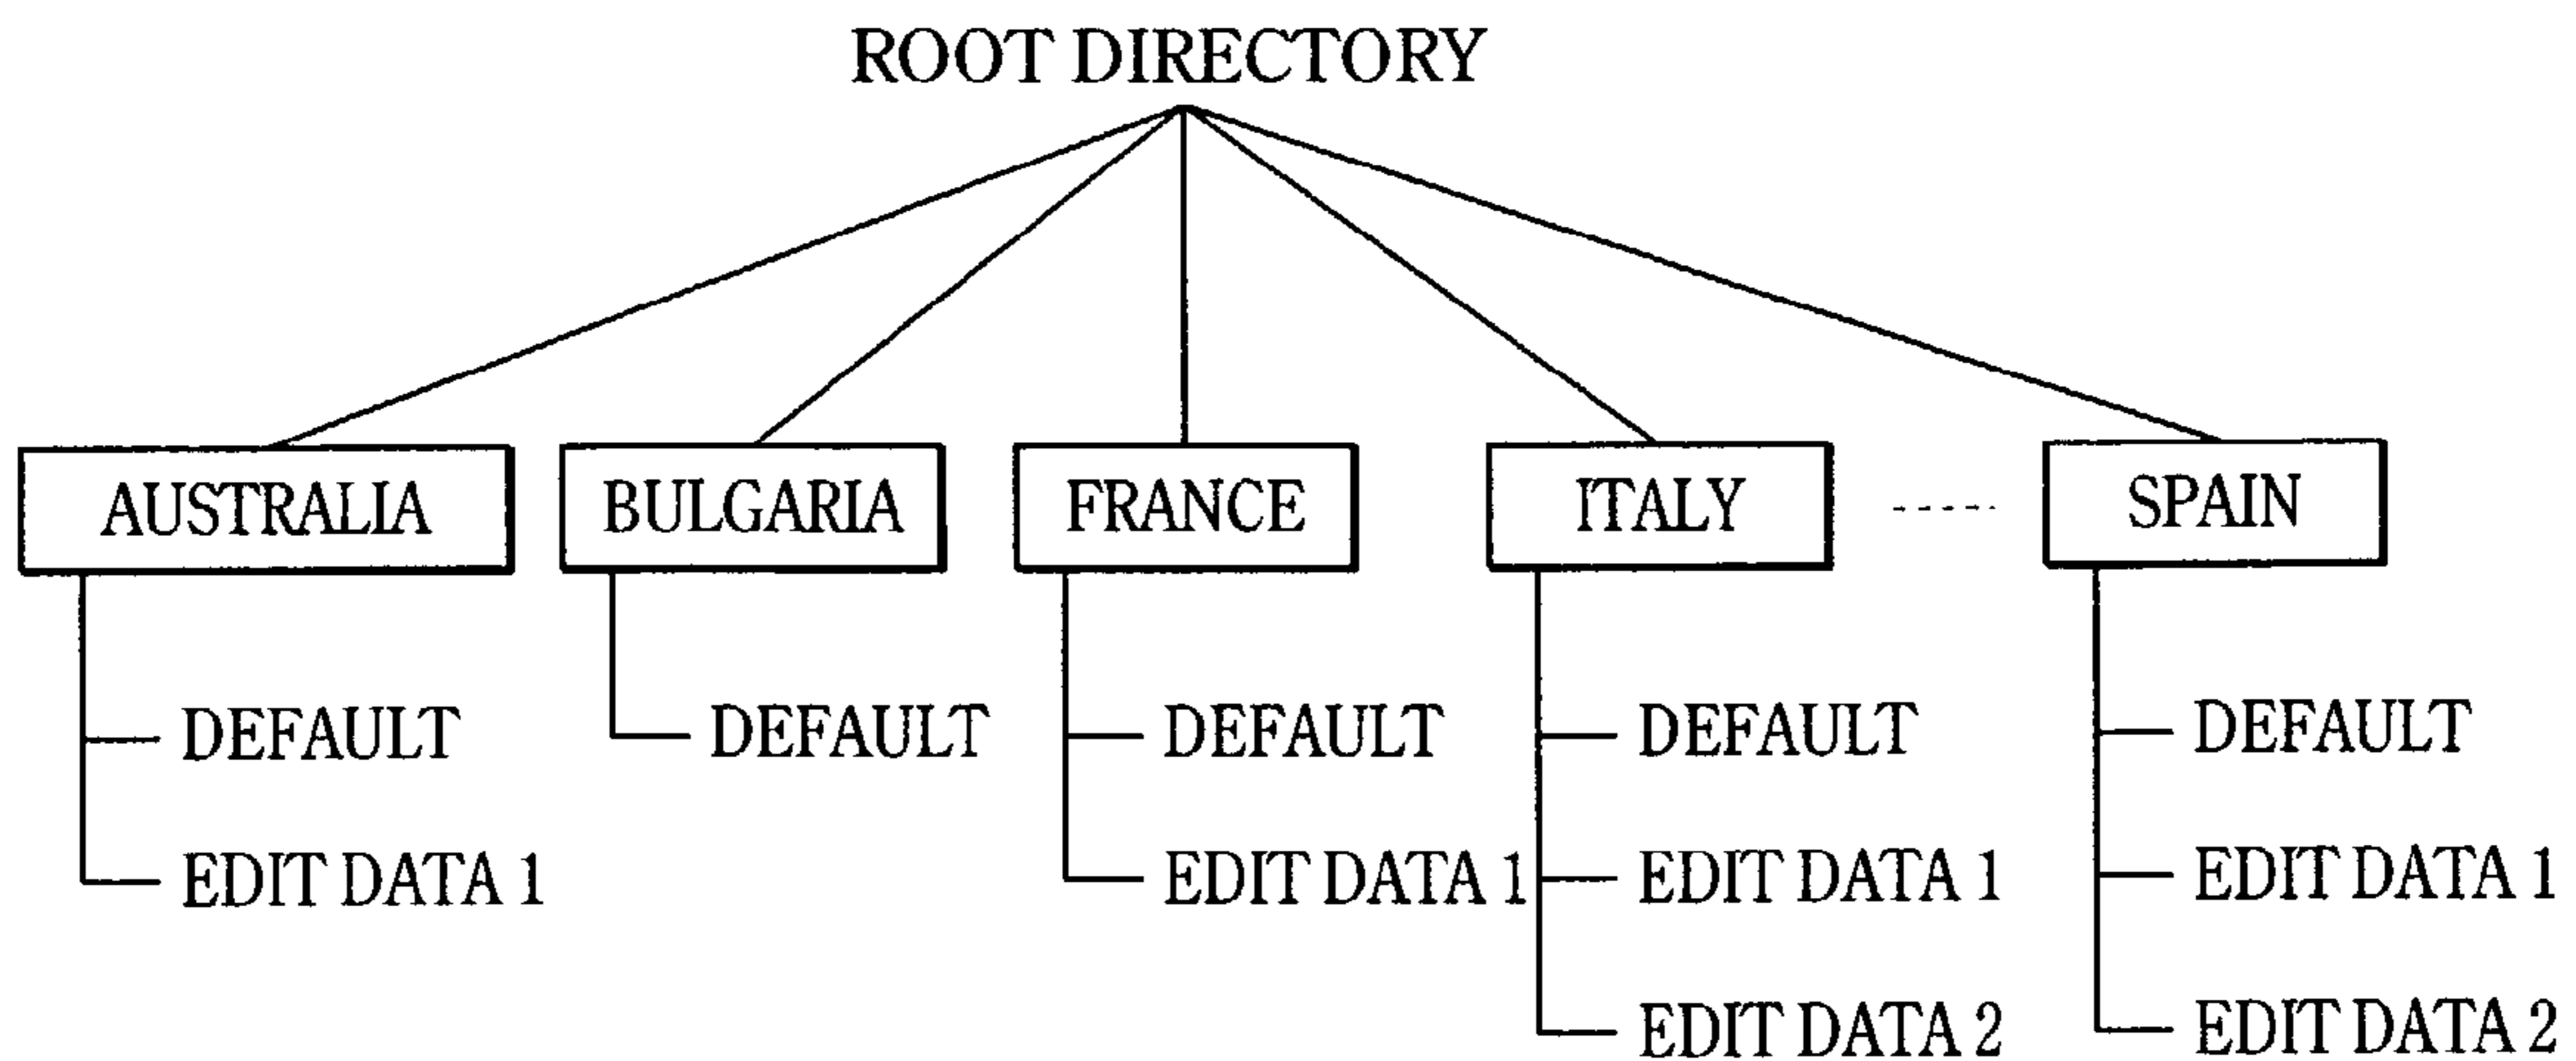 ROOT DIRECTORY
AUSTRALIA
BULGARIA
FRANCE
ITALY
SPAIN
DEFAULT
DEFAULT
DEFAULT
DEFAULT
DEFAULT
EDIT DATA 1
EDIT DATA 1
EDIT DATA 1
EDIT DATA 1
EDIT DATA 2
EDIT DATA 2